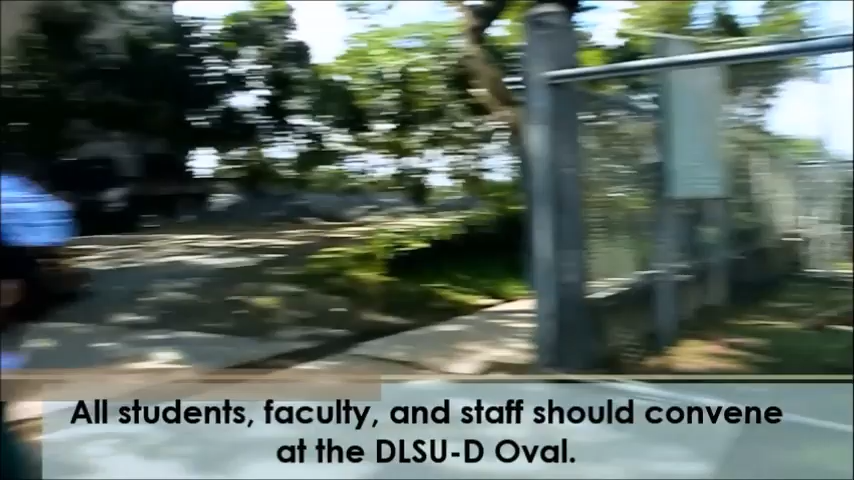 All students, faculty, and staff should convene
at the DLSU-D Oval.